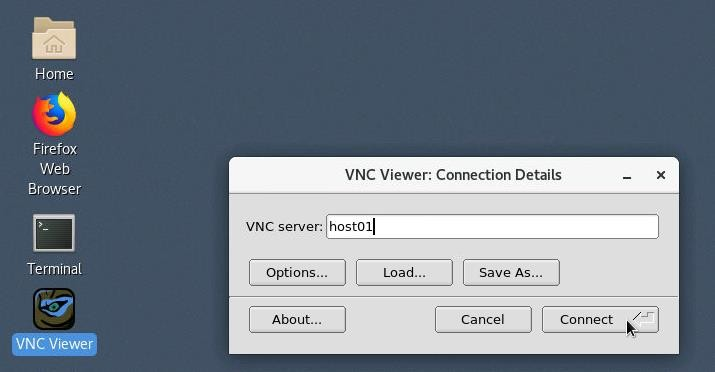 Home
Firefox
Web
Browser
Terminal
VNC Viewer
VNC Viewer: Connection Details
VNC server: host01
Options... Load... Save As...
About... Cancel Connect